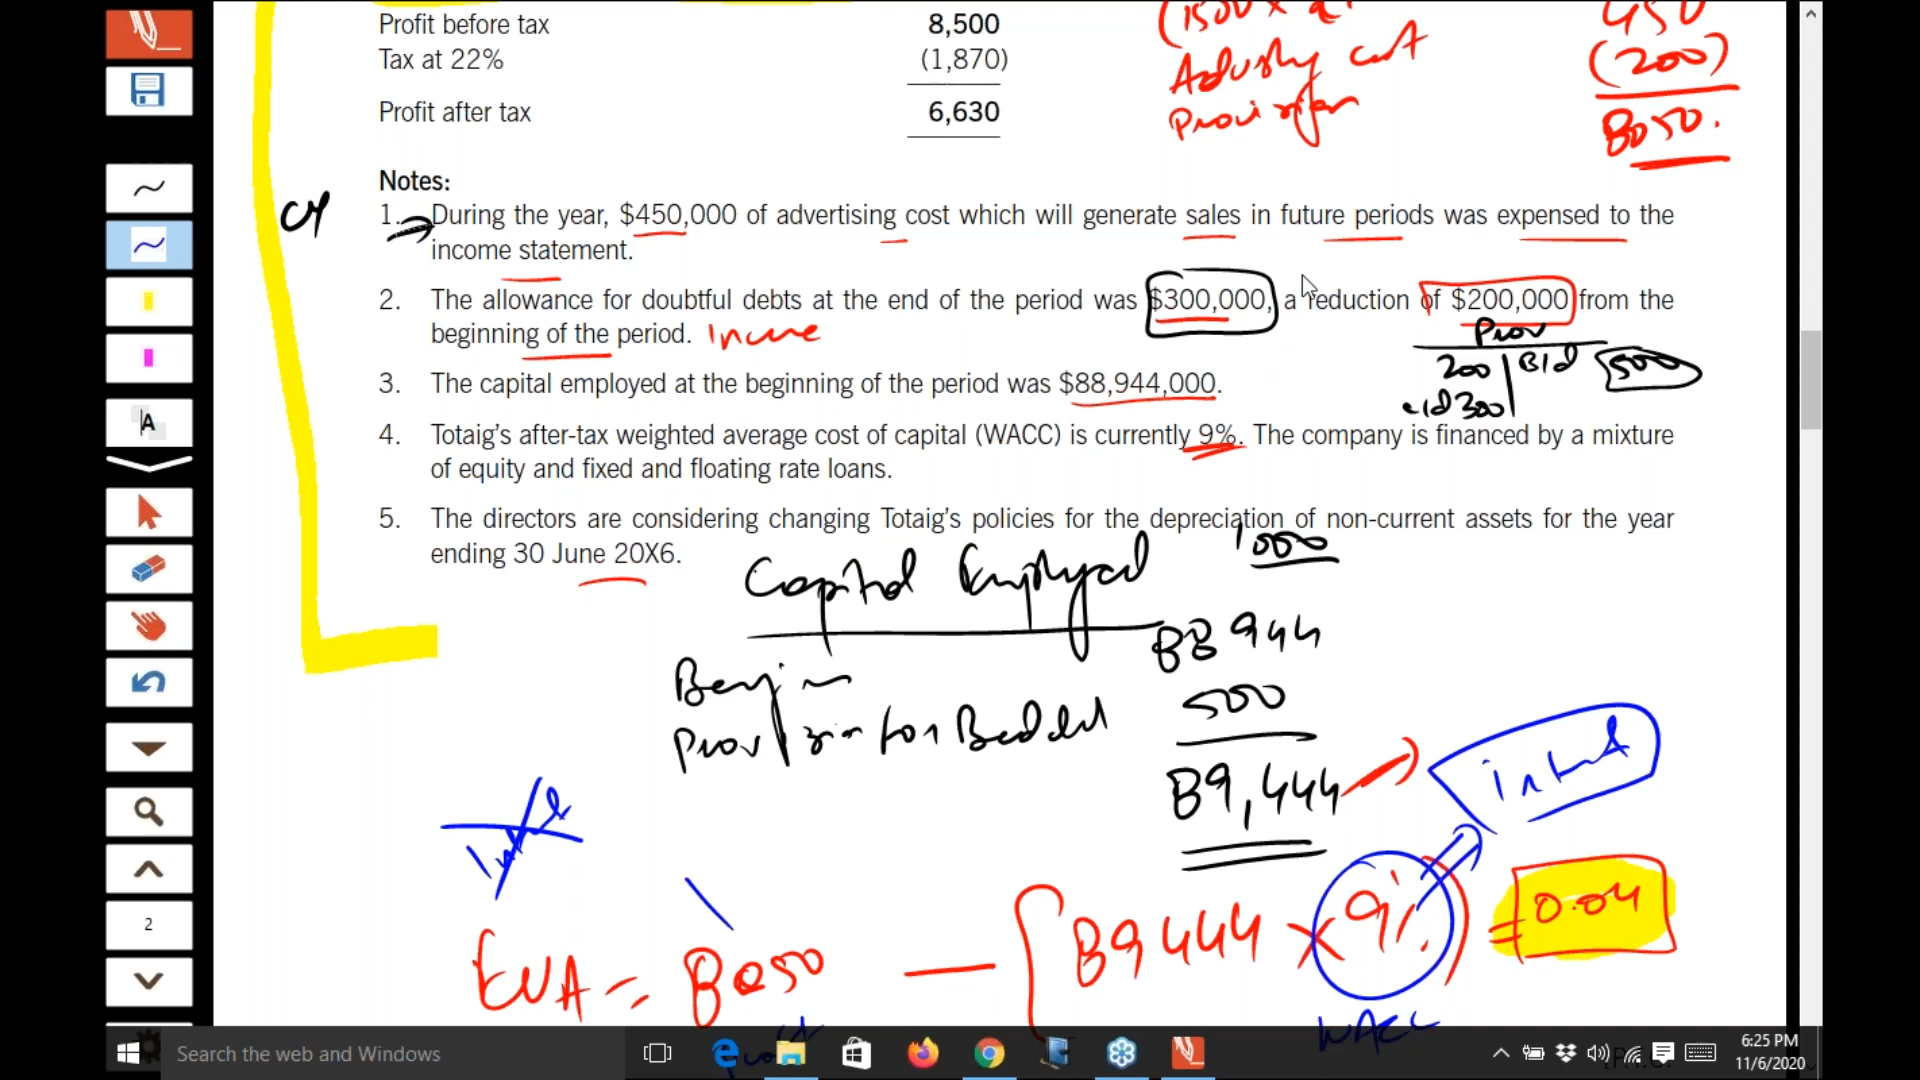 Profit before tax 8,500
Tax at 22% (1,870)
Profit after tax 6,630
450
(200)
8050.
Notes:
1. During the year, $450,000 of advertising cost which will generate sales in future periods was expensed to the
income statement.
2. The allowance for doubtful debts at the end of the period was $300,000, a reduction of $200,000 from the
beginning of the period. Income
Prov
200 Bld 500
cld 300
3. The capital employed at the beginning of the period was $88,944,000.
4. Totaig's after-tax weighted average cost of capital (WACC) is currently 9%. The company is financed by a mixture
of equity and fixed and floating rate loans.
5. The directors are considering changing Totaig's policies for the depreciation of non-current assets for the year
ending 30 June 20X6.
Capital Employed 1000
88944
500
89,444
EVA = 8050 — [89444 x 9%) = 0.04
WACC
A
2
Search the web and Windows
6:25 PM
11/6/2020